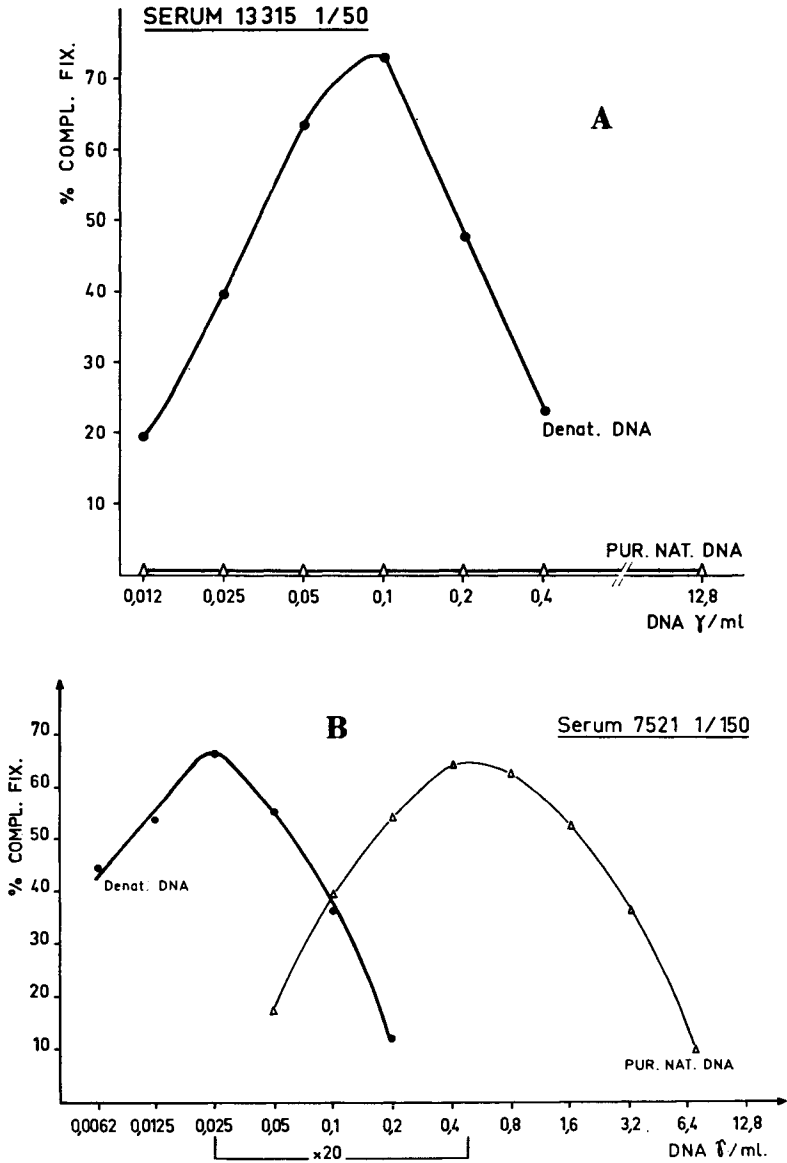 SERUM 13315 1/50
% COMPL. FIX.
70
60
50
40
30
20
10
A
Denat. DNA
PUR. NAT. DNA
0,012 0,025 0,05 0,1 0,2 0,4 12,8
DNA γ/ml
B
Serum 7521 1/150
% COMPL. FIX.
70
60
50
40
30
20
10
Denat. DNA
PUR. NAT. DNA
0,0062 0,0125 0,025 0,05 0,1 0,2 0,4 0,8 1,6 3,2 6,4 12,8
×20
DNA γ/ml.